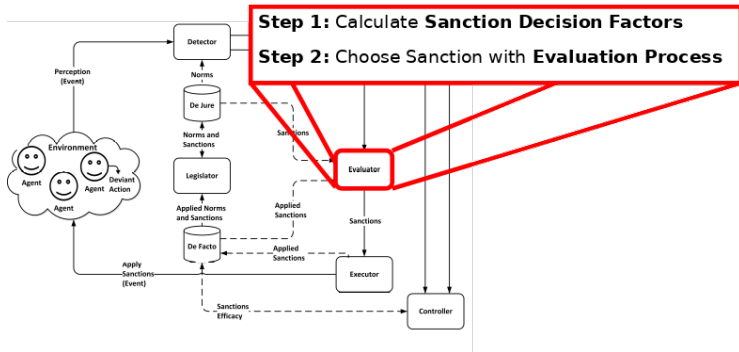 Step 1: Calculate Sanction Decision Factors
Step 2: Choose Sanction with Evaluation Process
Detector
Perception
(Event)
Norms
De Jure
Sanctions
Norms and
Sanctions
Environment
Agent
Agent
Agent
Deviant
Action
Legislator
Evaluator
Applied Norms
and Sanctions
Applied
Sanctions
Sanctions
De Facto
Applied
Sanctions
Apply
Sanctions
(Event)
Executor
Sanctions
Efficacy
Controller